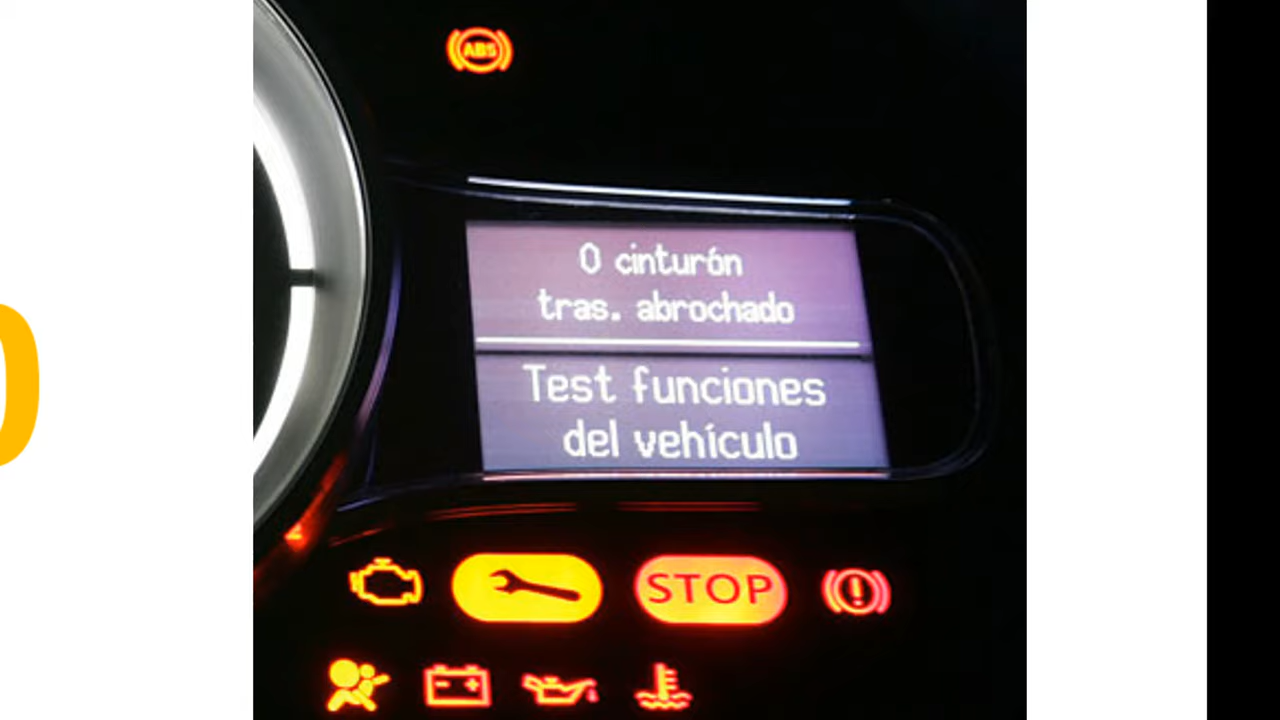 ABS
0 cinturón
tras. abrochado
Test funciones
del vehículo
STOP